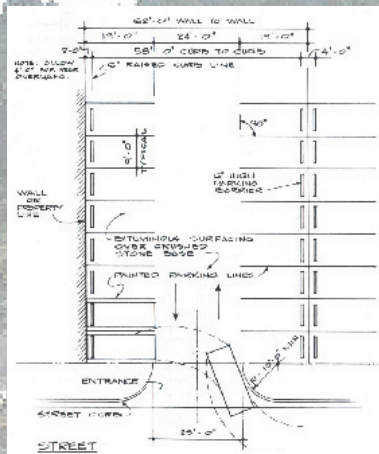 62'-0" WALL TO WALL
19'-0" 24'-0" 19'-0"
2'-0" 58'-0" CURB TO CURB 4'-0"
NOTE: ALLOW
4'-0" FOR REAR
OVERHANG.
6" RAISED CURB LINE
90°
9'-0"
TYPICAL
6" HIGH
PARKING
BARRIER
WALL
OR
PROPERTY
LINE
BITUMINOUS SURFACING
OVER CRUSHED
STONE BASE
PAINTED PARKING LINES
ENTRANCE
STREET CURB
25'-0"
STREET